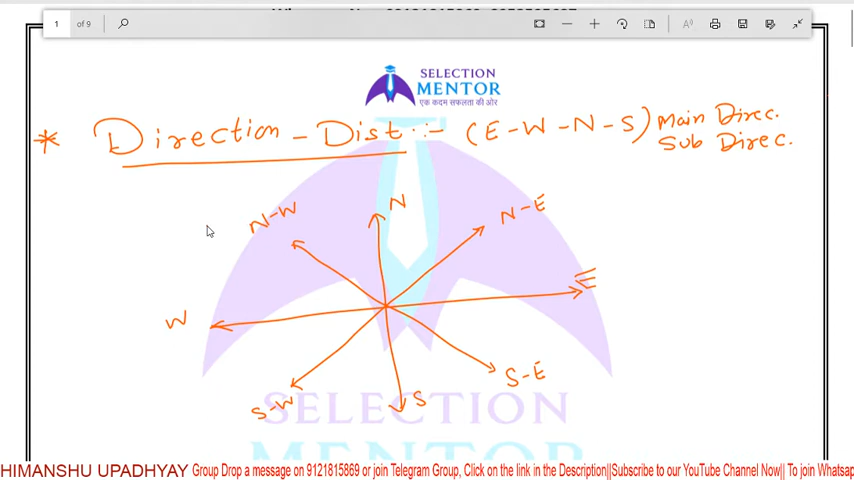 1 of 9
SELECTION
MENTOR
एक कदम सफलता की ओर
* Direction - Dist :- (E-W-N-S) Main Direc.
Sub Direc.
N
N-W
N-E
E
W
S-E
S-W
S
SELECTION
MENTOR
HIMANSHU UPADHYAY Group Drop a message on 9121815869 or join Telegram Group, Click on the link in the Description||Subscribe to our YouTube Channel Now|| To join Whatsap